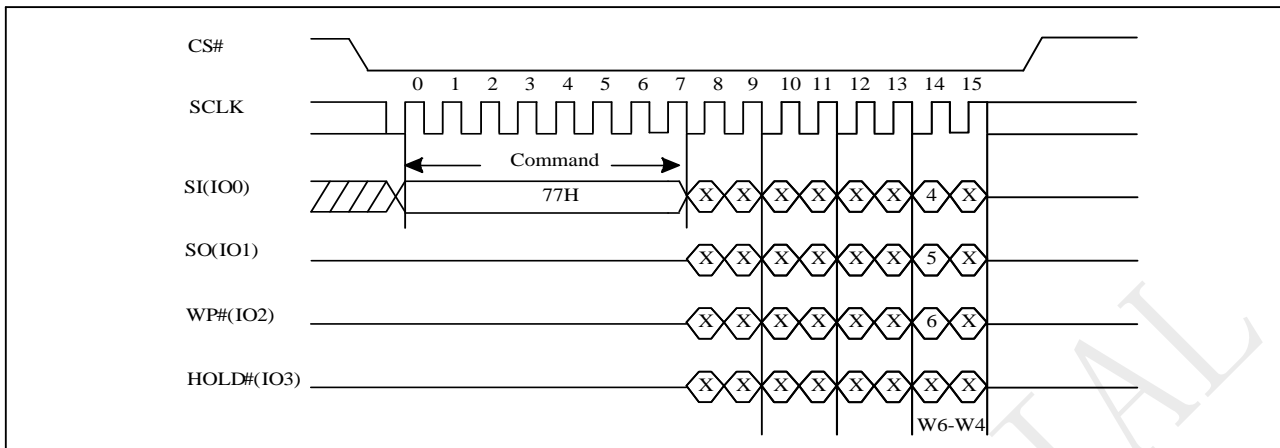 CS#
0 1 2 3 4 5 6 7 8 9 10 11 12 13 14 15
SCLK
Command
SI(IO0) 77H X X X X X X 4 X
SO(IO1) X X X X X X 5 X
WP#(IO2) X X X X X X 6 X
HOLD#(IO3) X X X X X X X X
W6-W4
IAL